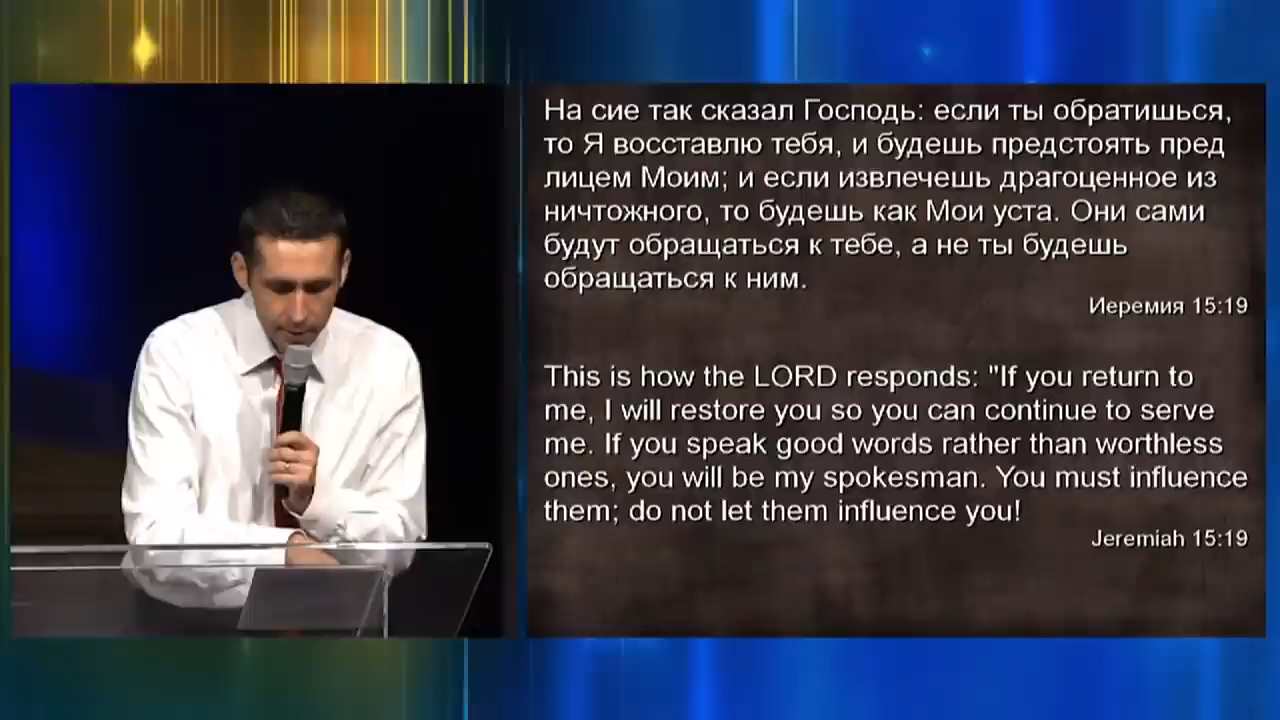 На сие так сказал Господь: если ты обратишься,
то Я восставлю тебя, и будешь предстоять пред
лицем Моим; и если извлечешь драгоценное из
ничтожного, то будешь как Мои уста. Они сами
будут обращаться к тебе, а не ты будешь
обращаться к ним.
Иеремия 15:19
This is how the LORD responds: "If you return to
me, I will restore you so you can continue to serve
me. If you speak good words rather than worthless
ones, you will be my spokesman. You must influence
them; do not let them influence you!
Jeremiah 15:19